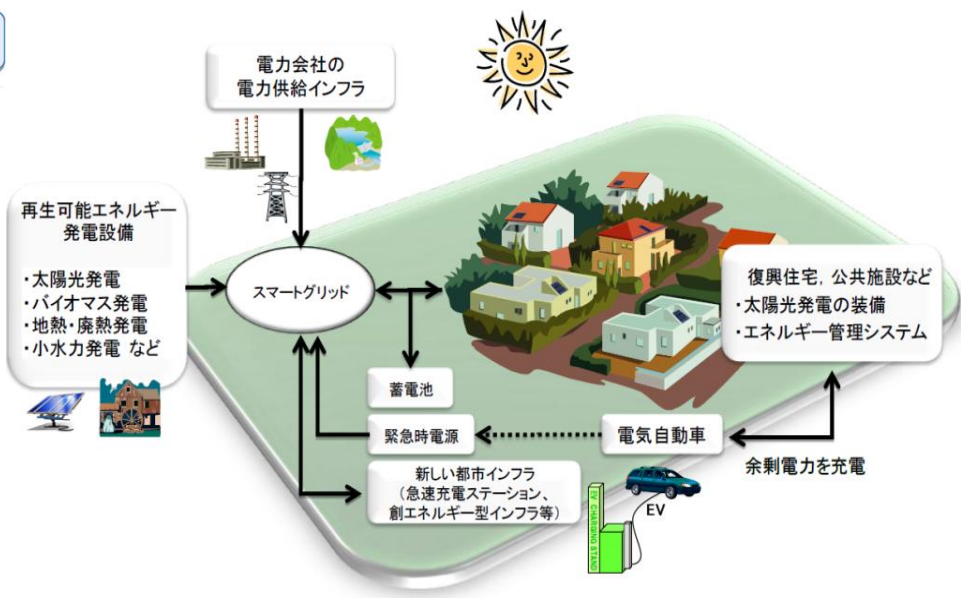 電力会社の
電力供給インフラ
再生可能エネルギー
発電設備
・太陽光発電
・バイオマス発電
・地熱・廃熱発電
・小水力発電 など
スマートグリッド
復興住宅，公共施設など
・太陽光発電の装備
・エネルギー管理システム
蓄電池
緊急時電源
電気自動車
余剰電力を充電
新しい都市インフラ
（急速充電ステーション、
創エネルギー型インフラ等）
EV
EV CHARGING STAND